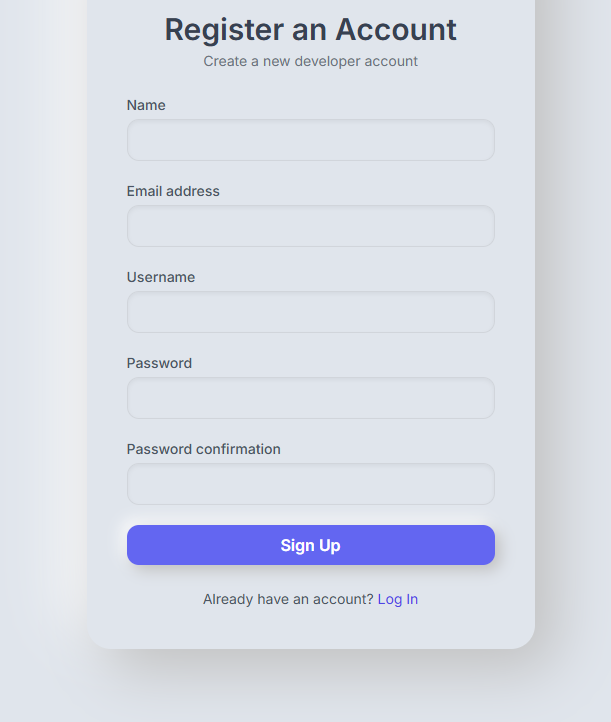 Register an Account
Create a new developer account
Name
Email address
Username
Password
Password confirmation
Sign Up
Already have an account? Log In